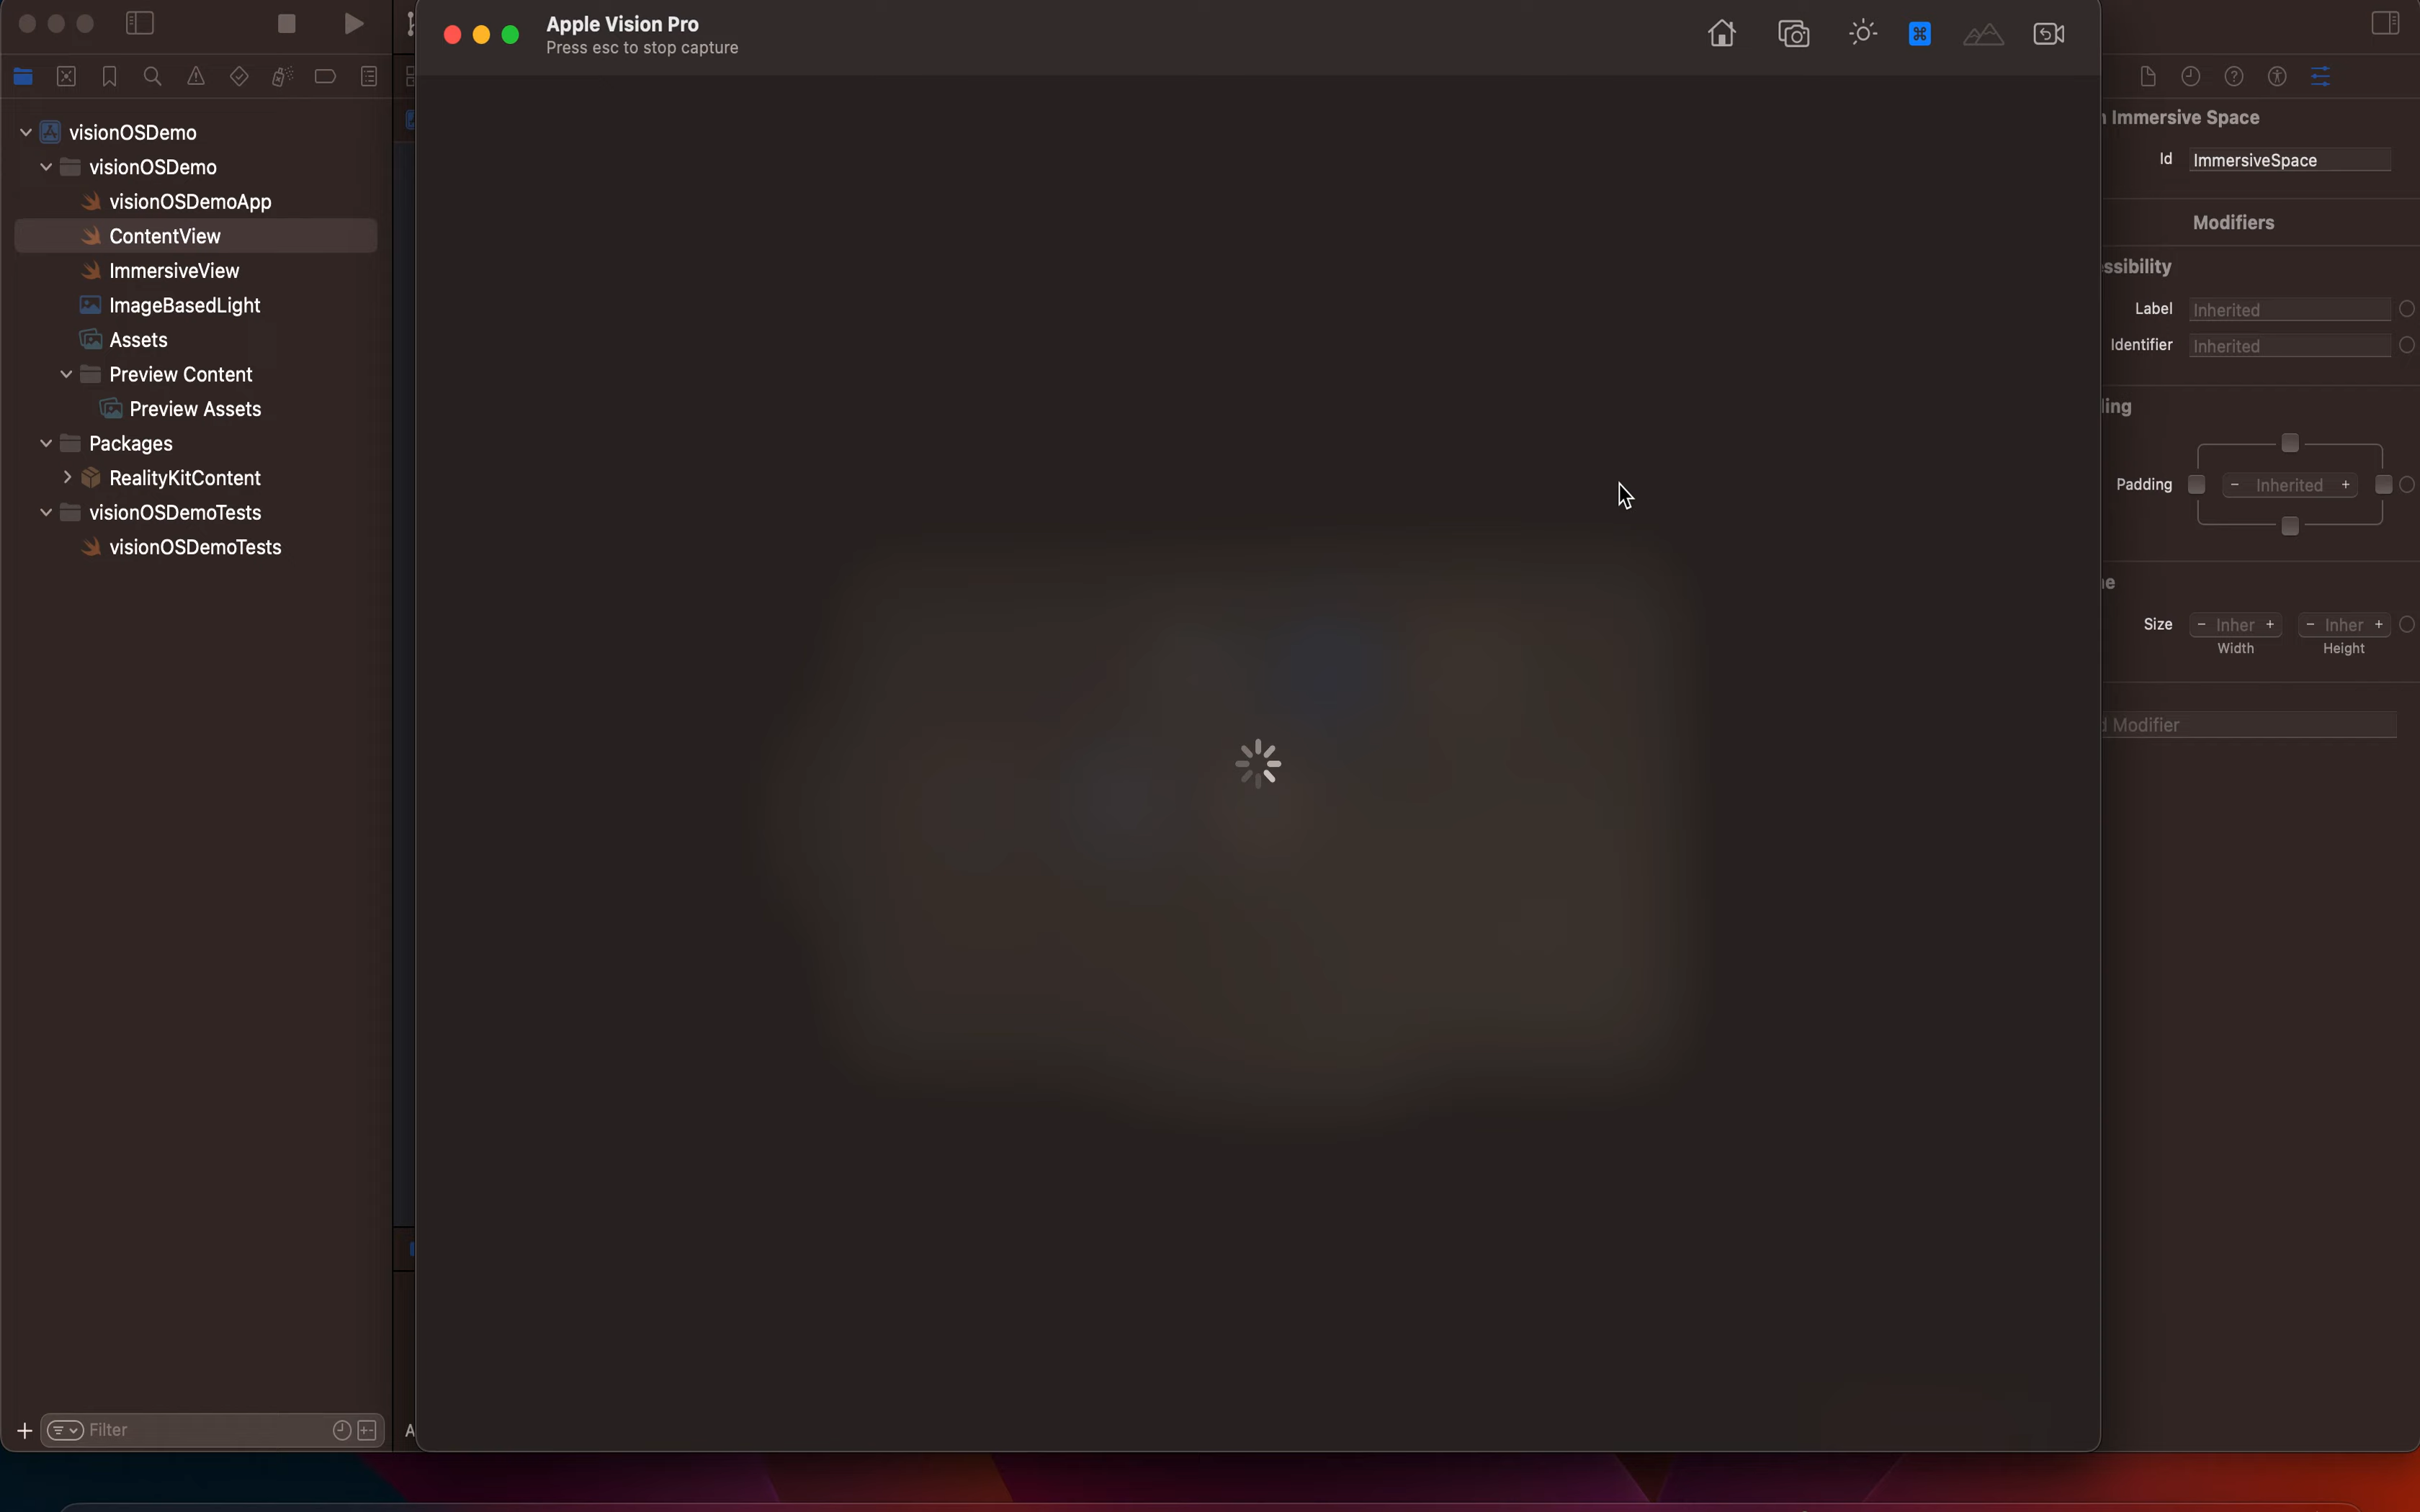 Apple Vision Pro
Press esc to stop capture
visionOSDemo
visionOSDemo
visionOSDemoApp
ContentView
ImmersiveView
ImageBasedLight
Assets
Preview Content
Preview Assets
Packages
RealityKitContent
visionOSDemoTests
visionOSDemoTests
Filter
A
Immersive Space
Id ImmersiveSpace
Modifiers
ssibility
Label Inherited
Identifier Inherited
ling
Padding - Inherited +
e
Size - Inher + - Inher +
Width Height
Modifier